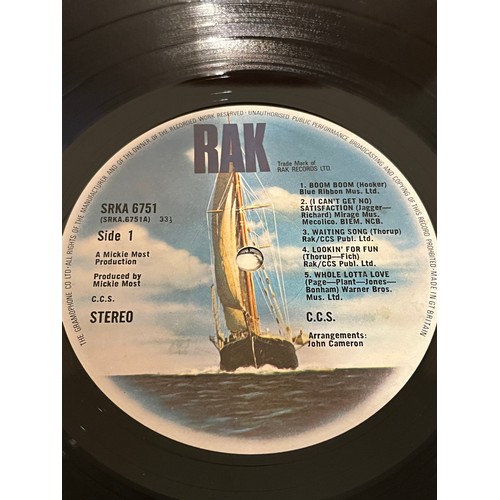 THE GRAMOPHONE CO LTD·ALL RIGHTS OF THE MANUFACTURER AND OF THE OWNER OF THE RECORDED WORK RESERVED·UNAUTHORISED PUBLIC PERFORMANCE BROADCASTING AND COPYING OF THIS RECORD PROHIBITED·MADE IN GT BRITAIN
RAK
Trade Mark of
RAK RECORDS LTD.
SRKA 6751
(SRKA.6751A) 33⅓
Side 1
A Mickie Most
Production
Produced by
Mickie Most
C.C.S.
STEREO
1. BOOM BOOM (Hooker)
Blue Ribbon Mus. Ltd.
2. (I CAN'T GET NO)
SATISFACTION (Jagger—
Richard) Mirage Mus.
Mecolico. BIEM. NCB.
3. WAITING SONG (Thorup)
Rak/CCS Publ. Ltd.
4. LOOKIN' FOR FUN
(Thorup—Fich)
Rak/CCS Publ. Ltd.
5. WHOLE LOTTA LOVE
(Page—Plant—Jones—
Bonham) Warner Bros.
Mus. Ltd.
C.C.S.
Arrangements:
John Cameron